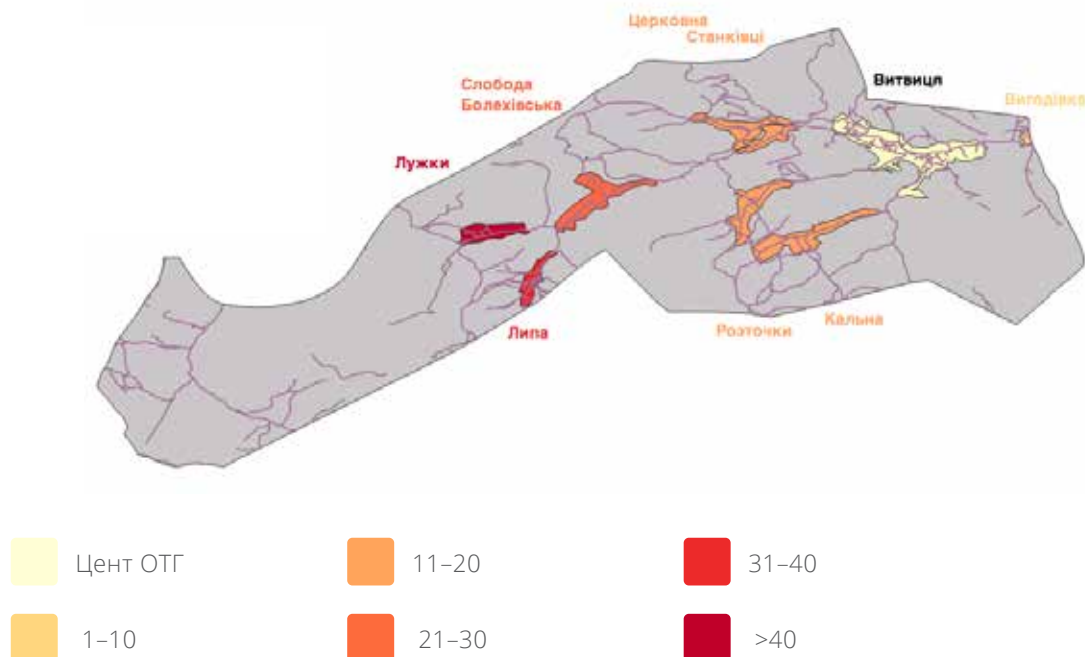 Церковна
Станківці
Витвиця
Слобода
Болехівська
Вигодівка
Лужки
Липа
Розточки
Кальна
Цент ОТГ
11–20
31–40
1–10
21–30
>40